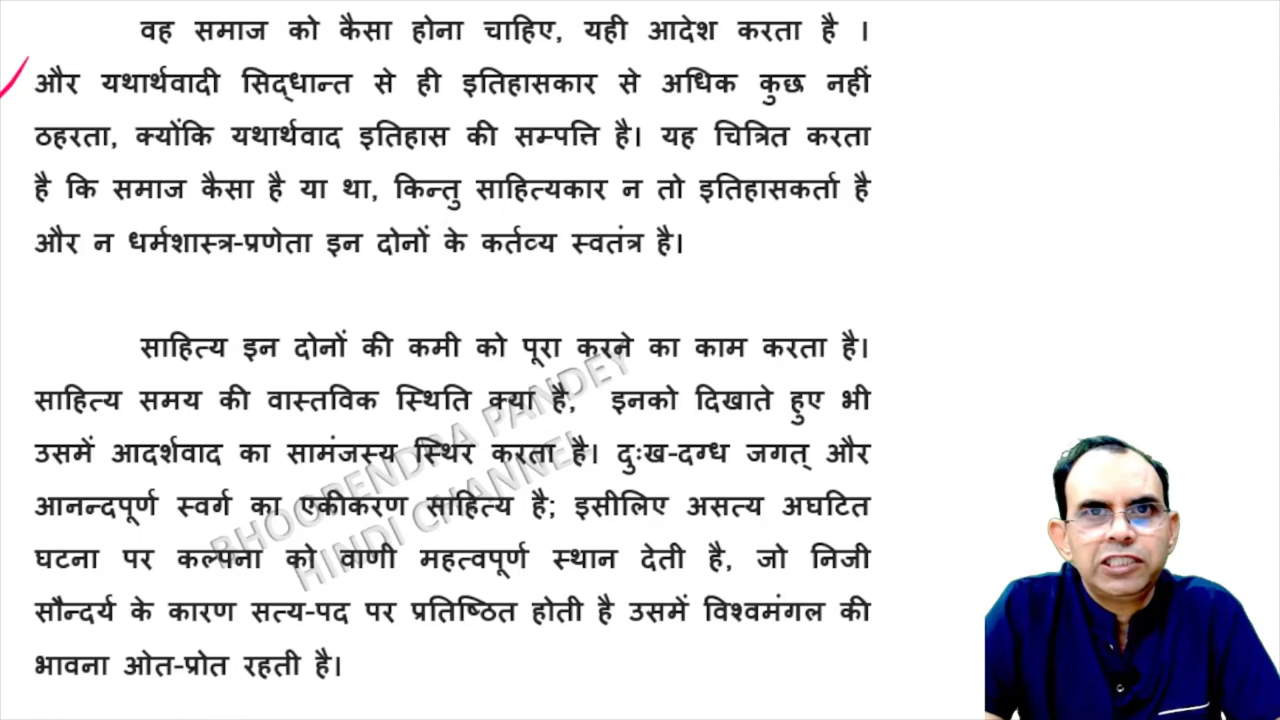 वह समाज को कैसा होना चाहिए, यही आदेश करता है ।
और यथार्थवादी सिद्धान्त से ही इतिहासकार से अधिक कुछ नहीं
ठहरता, क्योंकि यथार्थवाद इतिहास की सम्पत्ति है। यह चित्रित करता
है कि समाज कैसा है या था, किन्तु साहित्यकार न तो इतिहासकर्ता है
और न धर्मशास्त्र-प्रणेता इन दोनों के कर्तव्य स्वतंत्र है।
साहित्य इन दोनों की कमी को पूरा करने का काम करता है।
साहित्य समय की वास्तविक स्थिति क्या है, इनको दिखाते हुए भी
उसमें आदर्शवाद का सामंजस्य स्थिर करता है। दुःख-दग्ध जगत् और
आनन्दपूर्ण स्वर्ग का एकीकरण साहित्य है; इसीलिए असत्य अघटित
घटना पर कल्पना को वाणी महत्वपूर्ण स्थान देती है, जो निजी
सौन्दर्य के कारण सत्य-पद पर प्रतिष्ठित होती है उसमें विश्वमंगल की
भावना ओत-प्रोत रहती है।
BHOOPENDRA PANDEY
HINDI CHANNEL